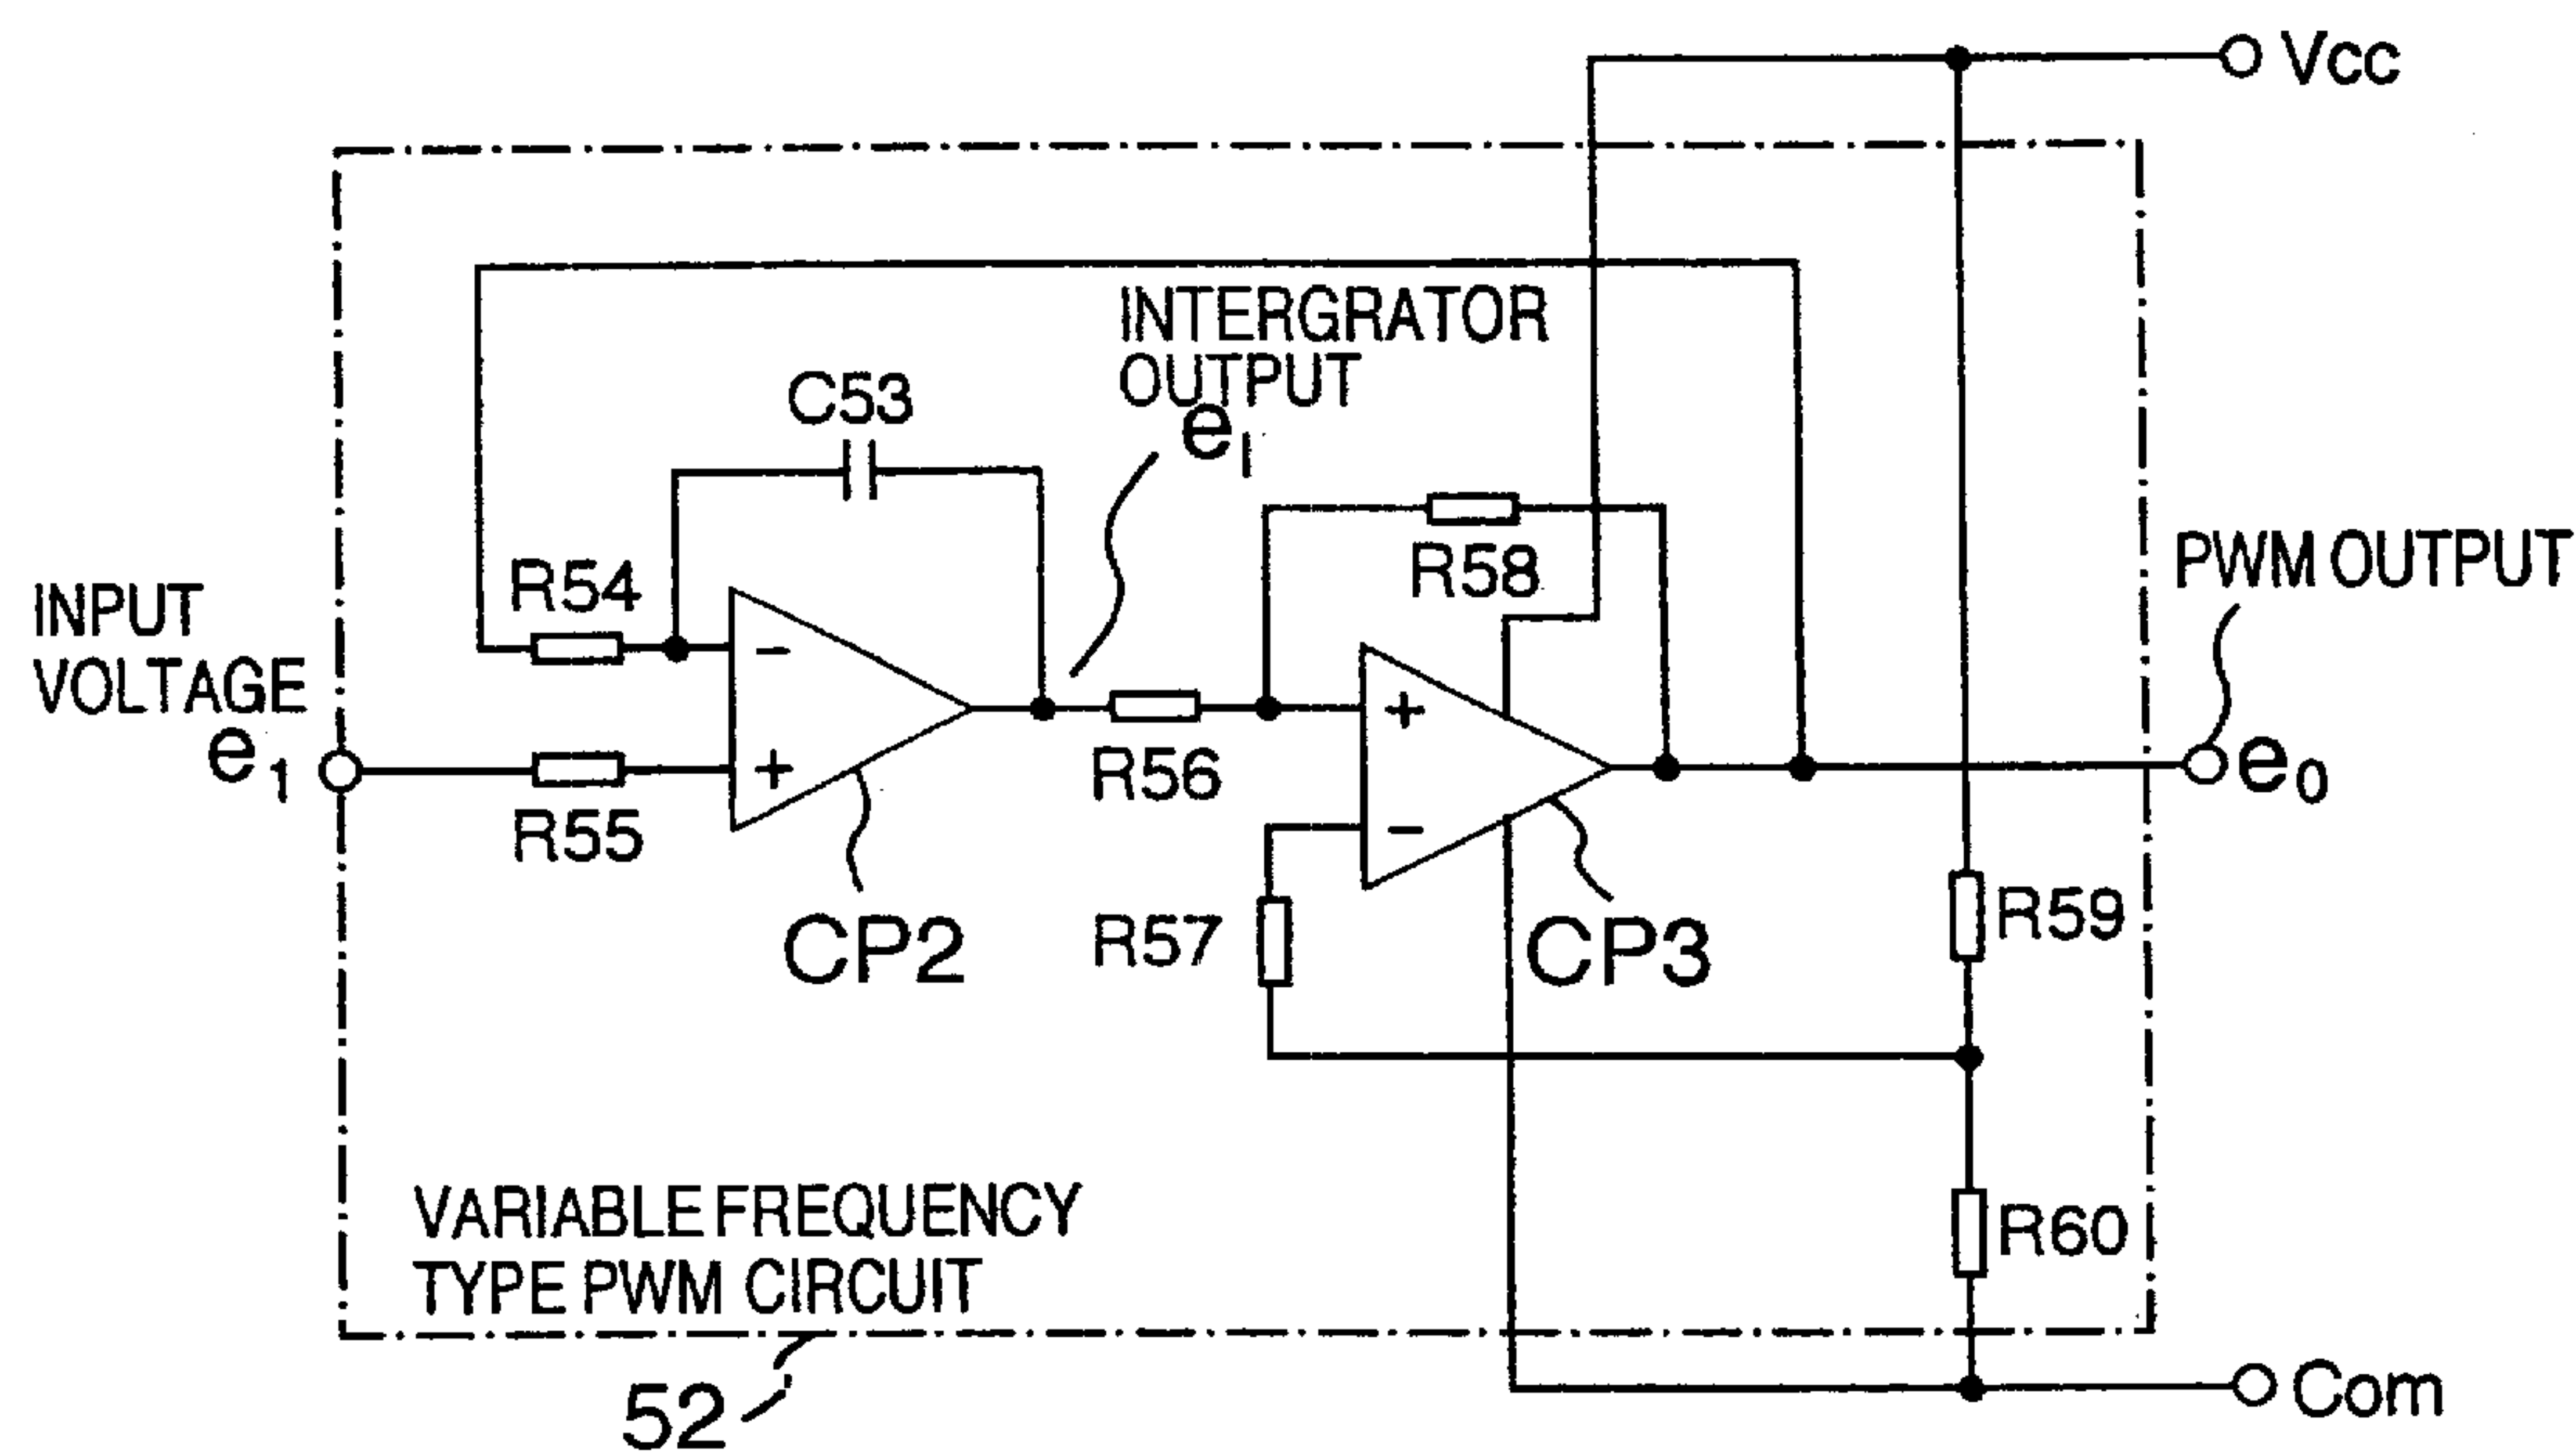 Vcc
INTERGRATOR
OUTPUT
eI
C53
R54
R58
PWM OUTPUT
INPUT
VOLTAGE
e1
−
+
R55
R56
+
−
e0
CP2
R57
CP3
R59
VARIABLE FREQUENCY
TYPE PWM CIRCUIT
R60
52
Com